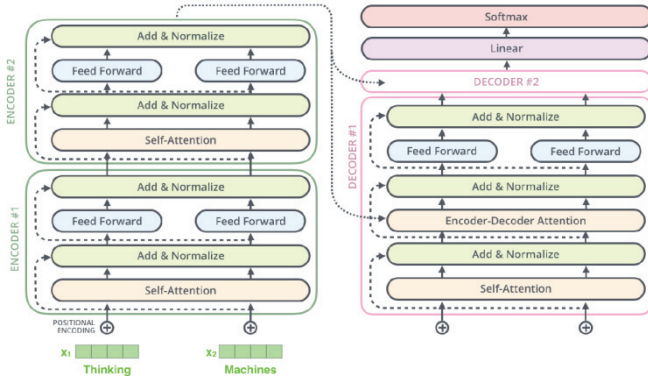 ENCODER #2
Add & Normalize
Feed Forward
Feed Forward
Add & Normalize
Self-Attention
ENCODER #1
Add & Normalize
Feed Forward
Feed Forward
Add & Normalize
Self-Attention
POSITIONAL
ENCODING
X1
X2
Thinking
Machines
Softmax
Linear
DECODER #2
DECODER #1
Add & Normalize
Feed Forward
Feed Forward
Add & Normalize
Encoder-Decoder Attention
Add & Normalize
Self-Attention